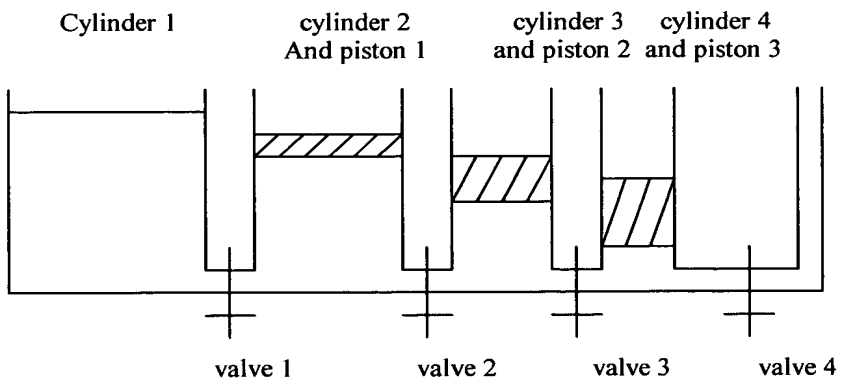 Cylinder 1
cylinder 2
And piston 1
cylinder 3
and piston 2
cylinder 4
and piston 3
valve 1
valve 2
valve 3
valve 4